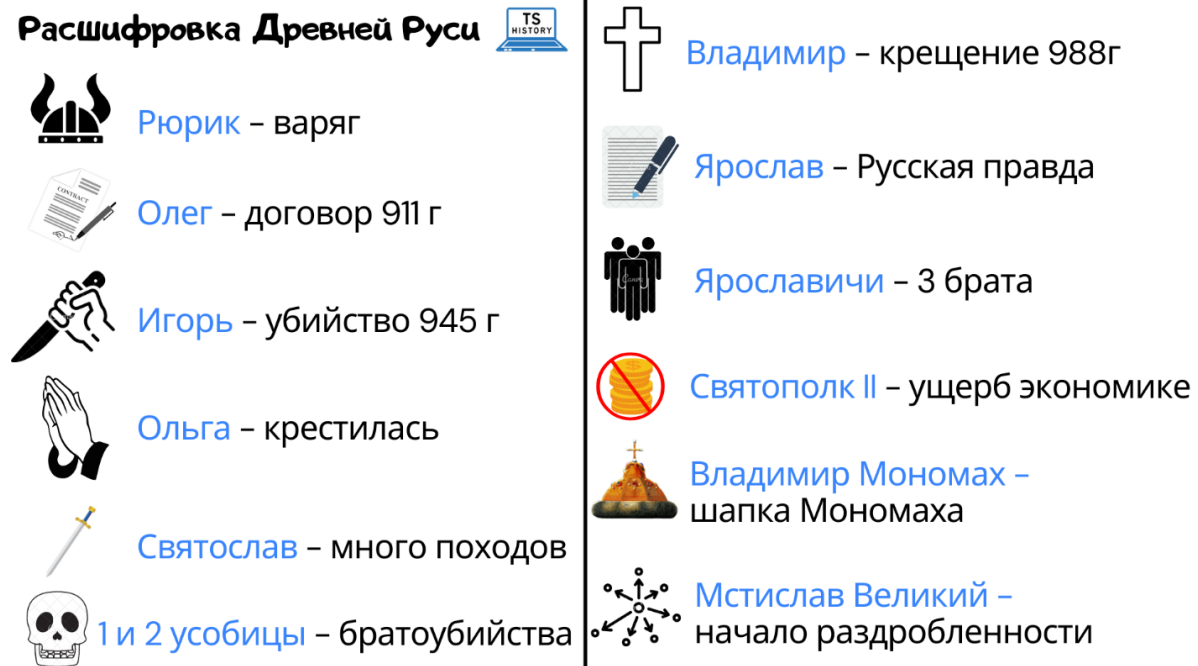 Расшифровка Древней Руси
TS
HISTORY
Рюрик – варяг
CONTRACT
Олег – договор 911 г
Игорь – убийство 945 г
Ольга – крестилась
Святослав – много походов
1 и 2 усобицы – братоубийства
Владимир – крещение 988г
Ярослав – Русская правда
Canva
Ярославичи – 3 брата
Святополк II – ущерб экономике
Владимир Мономах –
шапка Мономаха
Мстислав Великий –
начало раздробленности